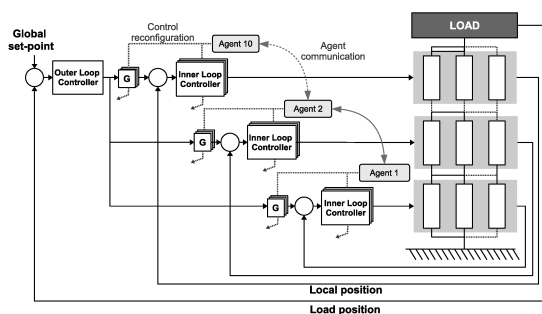 Global
set-point
Control
reconfiguration
Agent 10
Agent
communication
LOAD
Outer Loop
Controller
G
Inner Loop
Controller
Agent 2
G
Inner Loop
Controller
Agent 1
G
Inner Loop
Controller
Local position
Load position